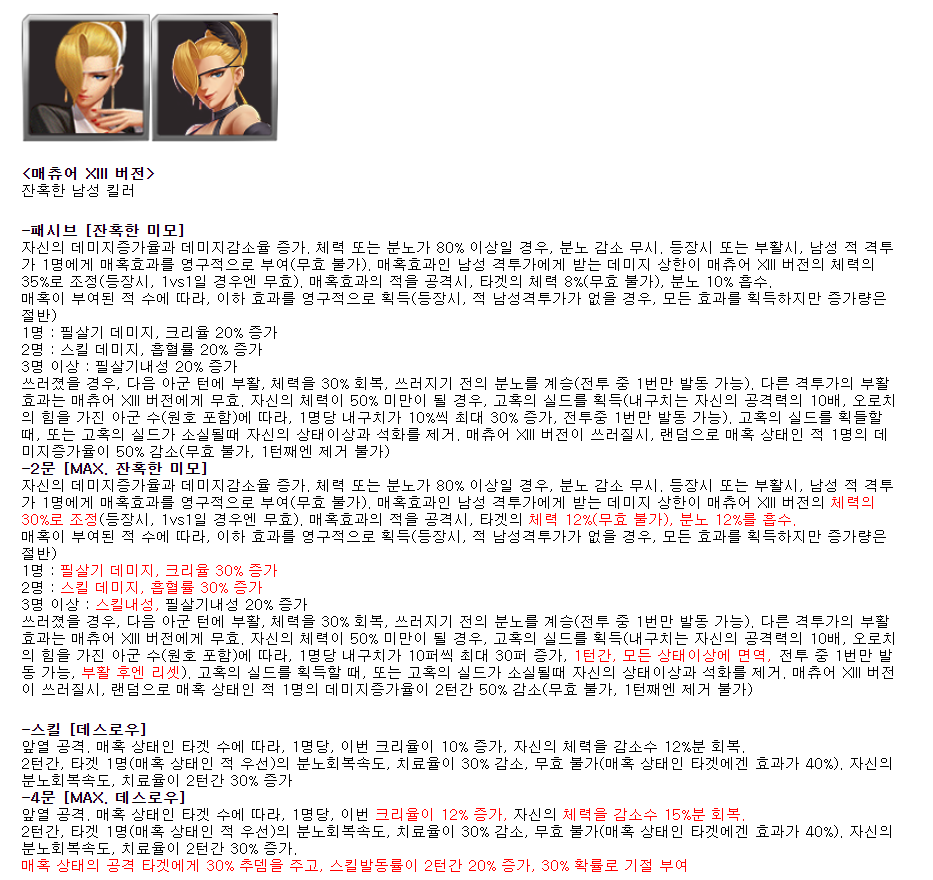 <매츄어 XIII 버전>
잔혹한 남성 킬러
-패시브 [잔혹한 미모]
자신의 데미지증가율과 데미지감소율 증가. 체력 또는 분노가 80% 이상일 경우, 분노 감소 무시. 등장시 또는 부활시, 남성 적 격투
가 1명에게 매혹효과를 영구적으로 부여(무효 불가). 매혹효과인 남성 격투가에게 받는 데미지 상한이 매츄어 XIII 버전의 체력의
35%로 조정(등장시, 1vs1일 경우엔 무효). 매혹효과의 적을 공격시, 타겟의 체력 8%(무효 불가), 분노 10% 흡수.
매혹이 부여된 적 수에 따라, 이하 효과를 영구적으로 획득(등장시, 적 남성격투가가 없을 경우, 모든 효과를 획득하지만 증가량은
절반)
1명 : 필살기 데미지, 크리율 20% 증가
2명 : 스킬 데미지, 흡혈률 20% 증가
3명 이상 : 필살기내성 20% 증가
쓰러졌을 경우, 다음 아군 턴에 부활, 체력을 30% 회복, 쓰러지기 전의 분노를 계승(전투 중 1번만 발동 가능). 다른 격투가의 부활
효과는 매츄어 XIII 버전에게 무효. 자신의 체력이 50% 미만이 될 경우, 고혹의 실드를 획득(내구치는 자신의 공격력의 10배, 오로치
의 힘을 가진 아군 수(원호 포함)에 따라, 1명당 내구치가 10%씩 최대 30% 증가, 전투중 1번만 발동 가능). 고혹의 실드를 획들할
때, 또는 고혹의 실드가 소실될때 자신의 상태이상과 석화를 제거. 매츄어 XIII 버전이 쓰러질시, 랜덤으로 매혹 상태인 적 1명의 데
미지증가율이 50% 감소(무효 불가, 1턴째엔 제거 불가)
-2문 [MAX. 잔혹한 미모]
자신의 데미지증가율과 데미지감소율 증가. 체력 또는 분노가 80% 이상일 경우, 분노 감소 무시. 등장시 또는 부활시, 남성 적 격투
가 1명에게 매혹효과를 영구적으로 부여(무효 불가). 매혹효과인 남성 격투가에게 받는 데미지 상한이 매츄어 XIII 버전의 체력의
30%로 조정(등장시, 1vs1일 경우엔 무효). 매혹효과의 적을 공격시, 타겟의 체력 12%(무효 불가), 분노 12%를 흡수.
매혹이 부여된 적 수에 따라, 이하 효과를 영구적으로 획득(등장시, 적 남성격투가가 없을 경우, 모든 효과를 획득하지만 증가량은
절반)
1명 : 필살기 데미지, 크리율 30% 증가
2명 : 스킬 데미지, 흡혈률 30% 증가
3명 이상 : 스킬내성, 필살기내성 20% 증가
쓰러졌을 경우, 다음 아군 턴에 부활, 체력을 30% 회복, 쓰러지기 전의 분노를 계승(전투 중 1번만 발동 가능). 다른 격투가의 부활
효과는 매츄어 XIII 버전에게 무효. 자신의 체력이 50% 미만이 될 경우, 고혹의 실드를 획득(내구치는 자신의 공격력의 10배, 오로치
의 힘을 가진 아군 수(원호 포함)에 따라, 1명당 내구치가 10퍼씩 최대 30퍼 증가, 1턴간, 모든 상태이상에 면역, 전투 중 1번만 발
동 가능, 부활 후엔 리셋). 고혹의 실드를 획득할 때, 또는 고혹의 실드가 소실될때 자신의 상태이상과 석화를 제거. 매츄어 XIII 버전
이 쓰러질시, 랜덤으로 매혹 상태인 적 1명의 데미지증가율이 2턴간 50% 감소(무효 불가, 1턴째엔 제거 불가)
-스킬 [데스로우]
앞열 공격. 매혹 상태인 타겟 수에 따라, 1명당, 이번 크리율이 10% 증가, 자신의 체력을 감소수 12%분 회복.
2턴간, 타겟 1명(매혹 상태인 적 우선)의 분노회복속도, 치료율이 30% 감소, 무효 불가(매혹 상태인 타겟에겐 효과가 40%). 자신의
분노회복속도, 치료율이 2턴간 30% 증가
-4문 [MAX. 데스로우]
앞열 공격. 매혹 상태인 타겟 수에 따라, 1명당, 이번 크리율이 12% 증가, 자신의 체력을 감소수 15%분 회복.
2턴간, 타겟 1명(매혹 상태인 적 우선)의 분노회복속도, 치료율이 30% 감소, 무효 불가(매혹 상태인 타겟에겐 효과가 40%). 자신의
분노회복속도, 치료율이 2턴간 30% 증가.
매혹 상태의 공격 타겟에게 30% 추뎀을 주고, 스킬발동률이 2턴간 20% 증가, 30% 확률로 기절 부여